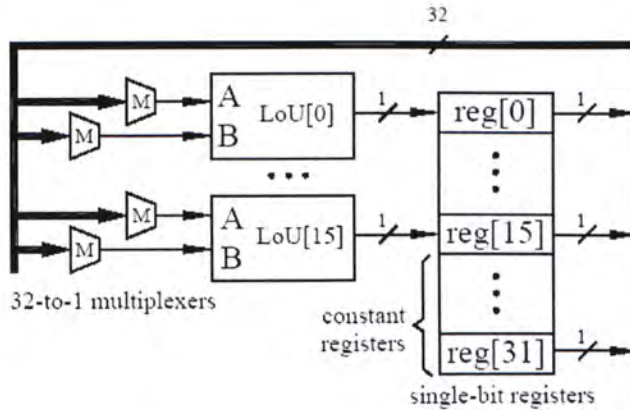 32
M
A
LoU[0]
1
reg[0]
1
M
B
M
A
LoU[15]
1
reg[15]
1
M
B
32-to-1 multiplexers
constant
registers
reg[31]
1
single-bit registers